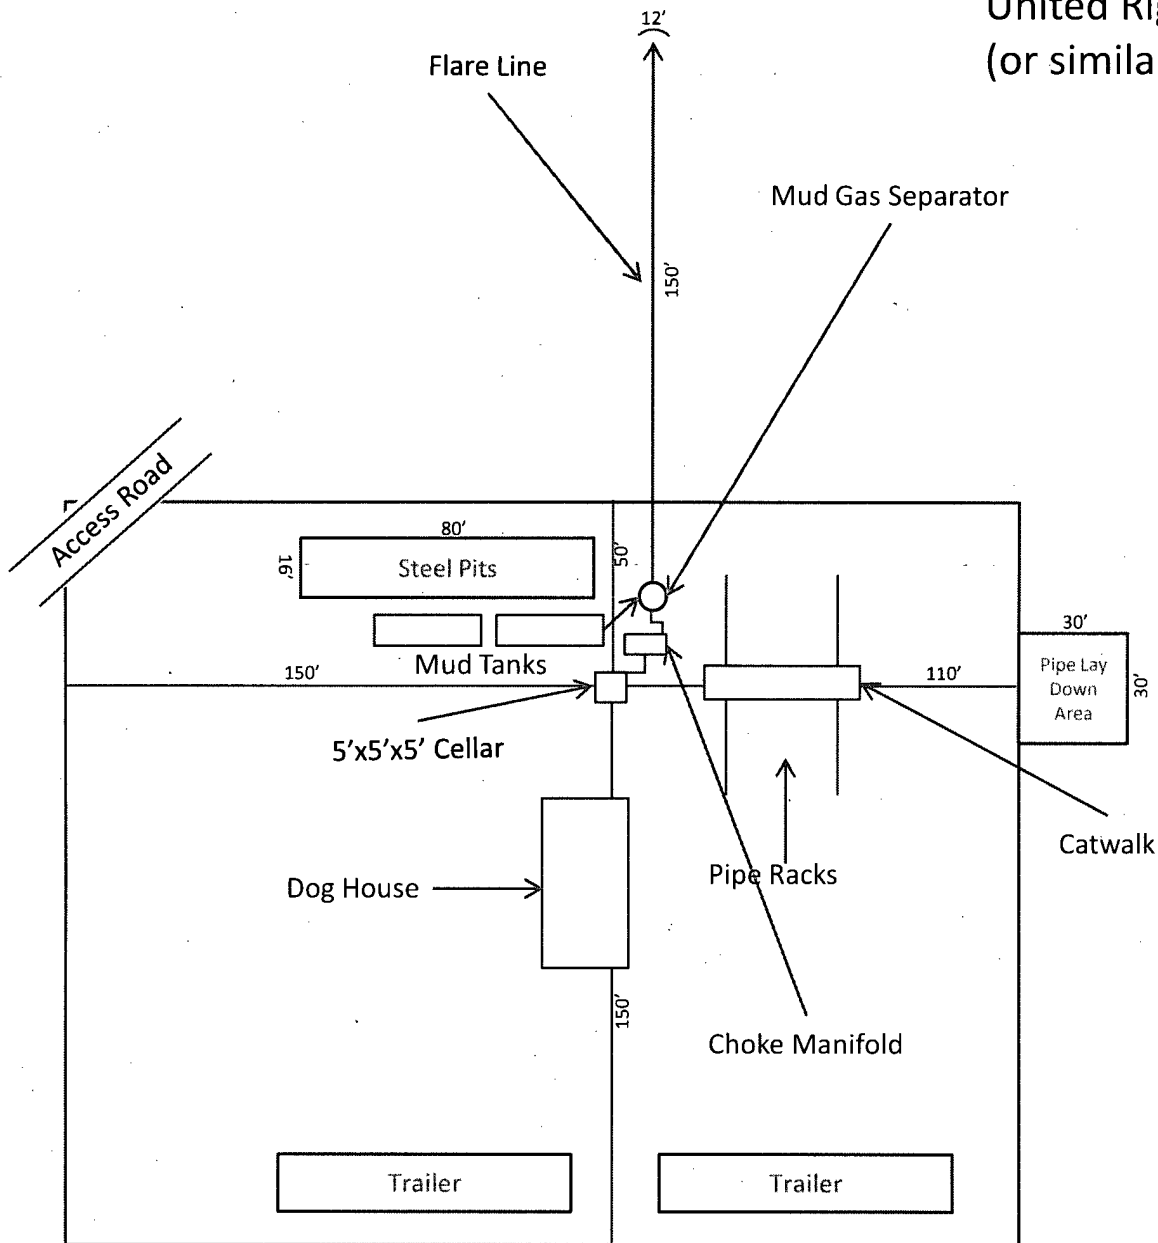 12'
United
(or
Flare Line
Mud Gas Separator
150'
Access Road
80'
16'
Steel Pits
50'
30'
Mud Tanks
150'
110'
Pipe Lay
Down
Area
30'
5'x5'x5' Cellar
Catwalk
Dog House
Pipe Racks
150'
Choke Manifold
Trailer
Trailer